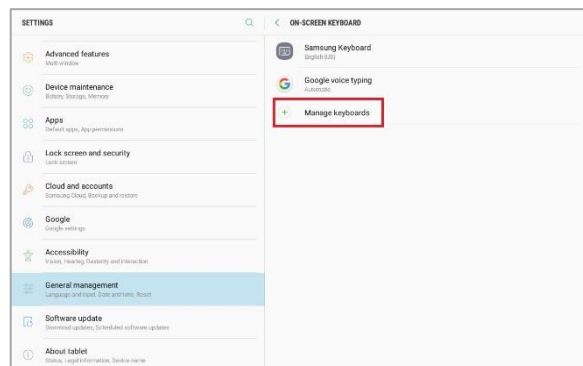 SETTINGS
Advanced features
Multi window
Device maintenance
Battery, Storage, Memory
Apps
Default apps, App permissions
Lock screen and security
Lock screen
Cloud and accounts
Samsung Cloud, Backup and restore
Google
Google settings
Accessibility
Vision, Hearing, Dexterity and interaction
General management
Language and input, Date and time, Reset
Software update
Download updates, Scheduled software updates
About tablet
Status, Legal information, Device name
ON-SCREEN KEYBOARD
Samsung Keyboard
English (US)
Google voice typing
Automatic
Manage keyboards